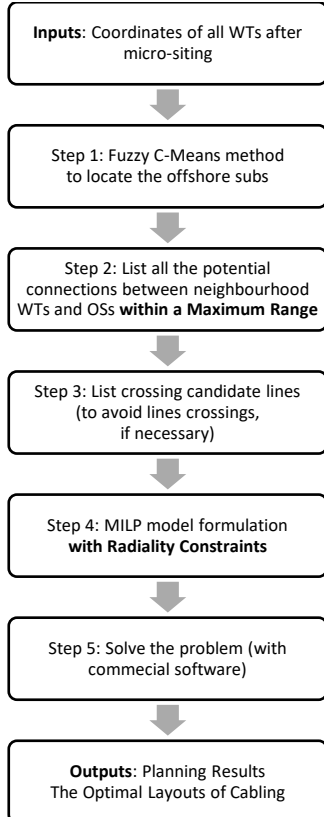 Inputs: Coordinates of all WTs after
micro-siting
Step 1: Fuzzy C-Means method
to locate the offshore subs
Step 2: List all the potential
connections between neighbourhood
WTs and OSs within a Maximum Range
Step 3: List crossing candidate lines
(to avoid lines crossings,
if necessary)
Step 4: MILP model formulation
with Radiality Constraints
Step 5: Solve the problem (with
commecial software)
Outputs: Planning Results
The Optimal Layouts of Cabling